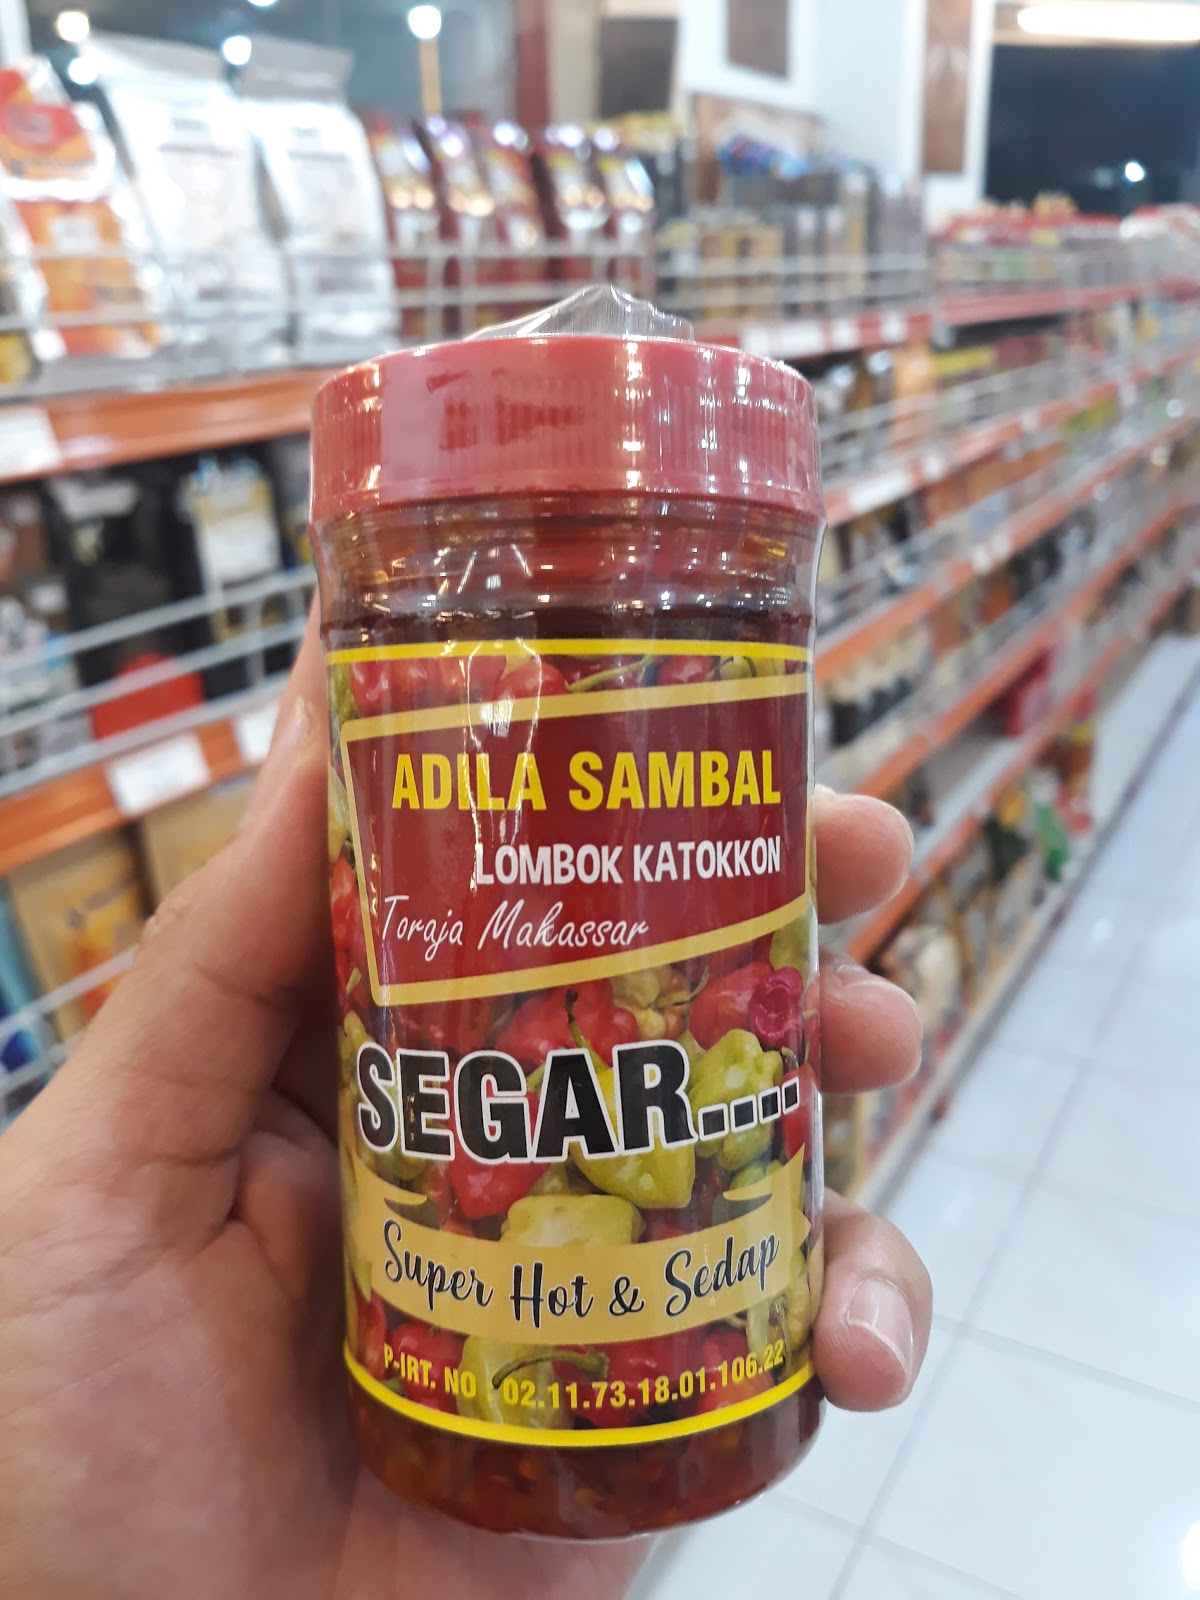 ADILA SAMBAL
LOMBOK KATOKKON
Toraja Makassar
SEGAR....
Super Hot & Sedap
P-IRT. NO 02.11.73.18.01.106.22